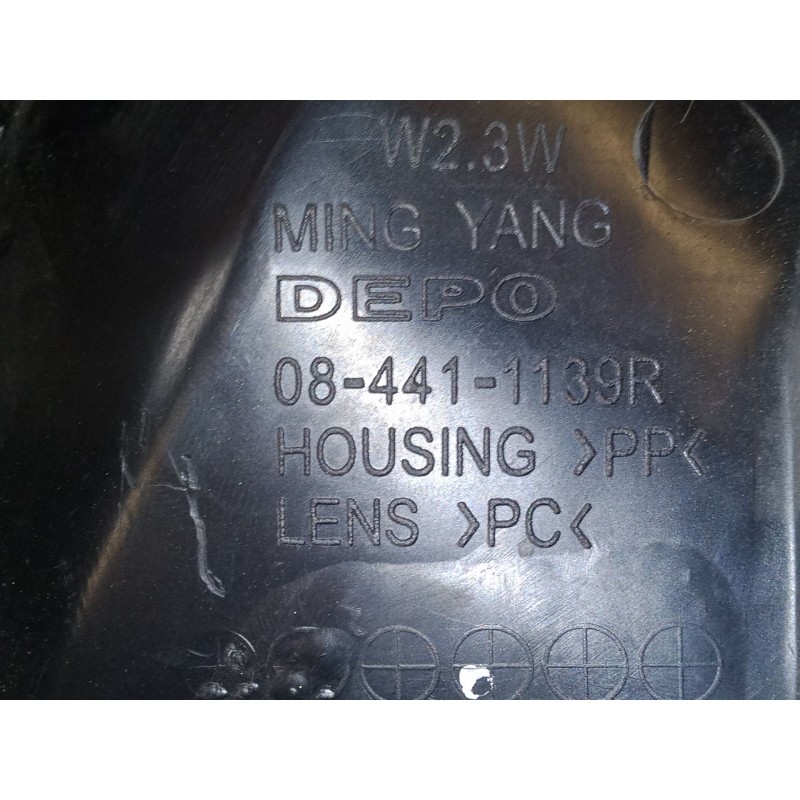 W2.3W
MING YANG
DEPO
08-441-1139R
HOUSING >PP<
LENS >PC<